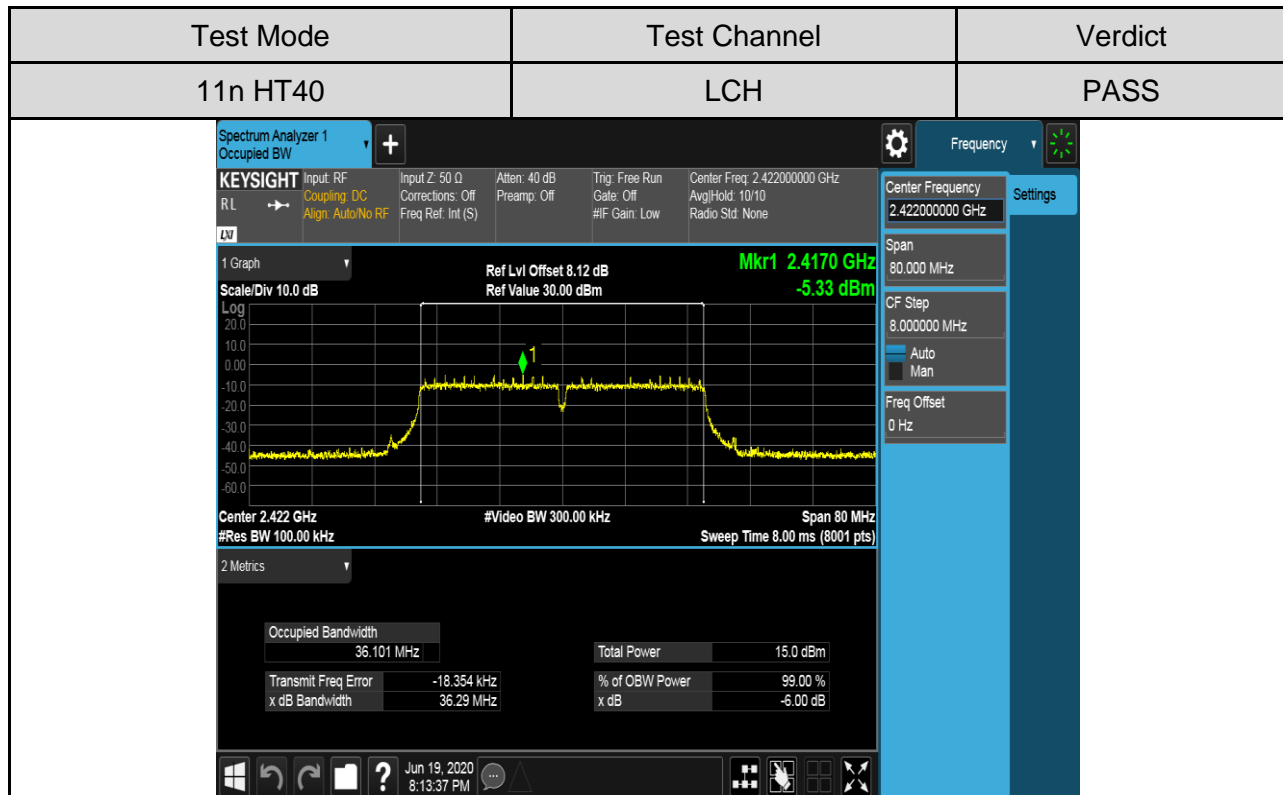 Test Mode Test Channel Verdict
11n HT40 LCH PASS
Spectrum Analyzer 1
Occupied BW
+
Frequency
KEYSIGHT Input: RF Input Z: 50 Ω Atten: 40 dB Trig: Free Run Center Freq: 2.422000000 GHz
RL Coupling: DC Corrections: Off Preamp: Off Gate: Off Avg|Hold: 10/10
Align: Auto/No RF Freq Ref: Int (S) #IF Gain: Low Radio Std: None
LXI
Center Frequency
2.422000000 GHz
Settings
Span
80.000 MHz
CF Step
8.000000 MHz
Auto
Man
Freq Offset
0 Hz
1 Graph
Scale/Div 10.0 dB
Ref Lvl Offset 8.12 dB
Ref Value 30.00 dBm
Mkr1 2.4170 GHz
-5.33 dBm
Log
20.0
10.0
0.00
-10.0
-20.0
-30.0
-40.0
-50.0
-60.0
1
Center 2.422 GHz #Video BW 300.00 kHz Span 80 MHz
#Res BW 100.00 kHz Sweep Time 8.00 ms (8001 pts)
2 Metrics
Occupied Bandwidth
36.101 MHz
Total Power 15.0 dBm
Transmit Freq Error -18.354 kHz % of OBW Power 99.00 %
x dB Bandwidth 36.29 MHz x dB -6.00 dB
? Jun 19, 2020
8:13:37 PM